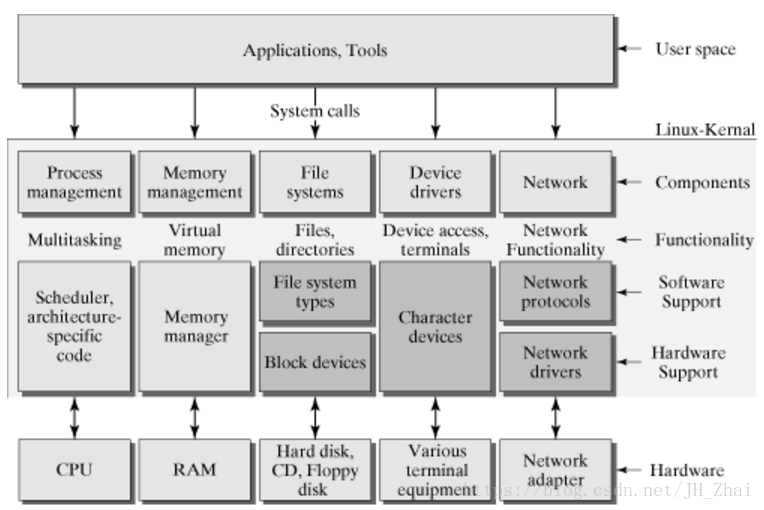 Applications, Tools
User space
System calls
Linux-Kernal
Process
management
Memory
management
File
systems
Device
drivers
Network
Components
Multitasking
Virtual
memory
Files,
directories
Device access,
terminals
Network
Functionality
Functionality
Scheduler,
architecture-
specific
code
Memory
manager
File system
types
Block devices
Character
devices
Network
protocols
Network
drivers
Software
Support
Hardware
Support
CPU
RAM
Hard disk,
CD, Floppy
disk
Various
terminal
equipment
Network
adapter
Hardware
https://blog.csdn.net/JH_Zhai